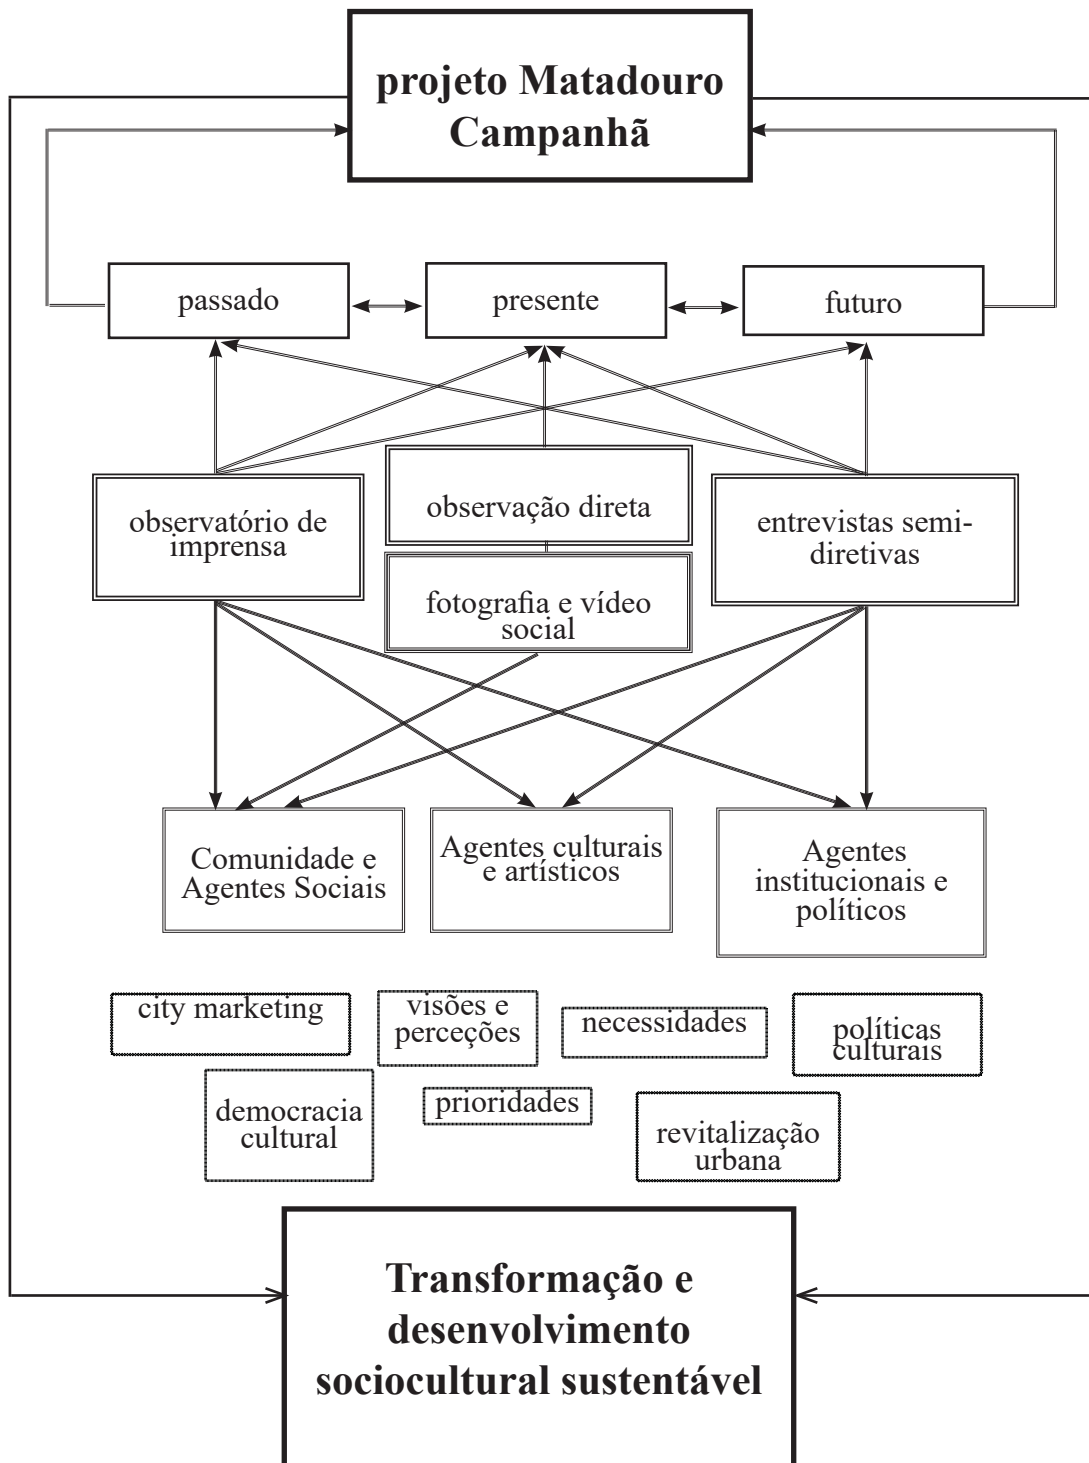 projeto Matadouro
Campanhã
passado
presente
futuro
observatório de
imprensa
observação direta
entrevistas semi-
diretivas
fotografia e vídeo
social
Comunidade e
Agentes Sociais
Agentes culturais
e artísticos
Agentes
institucionais e
políticos
city marketing
visões e
perceções
necessidades
políticas
culturais
democracia
cultural
prioridades
revitalização
urbana
Transformação e
desenvolvimento
sociocultural sustentável